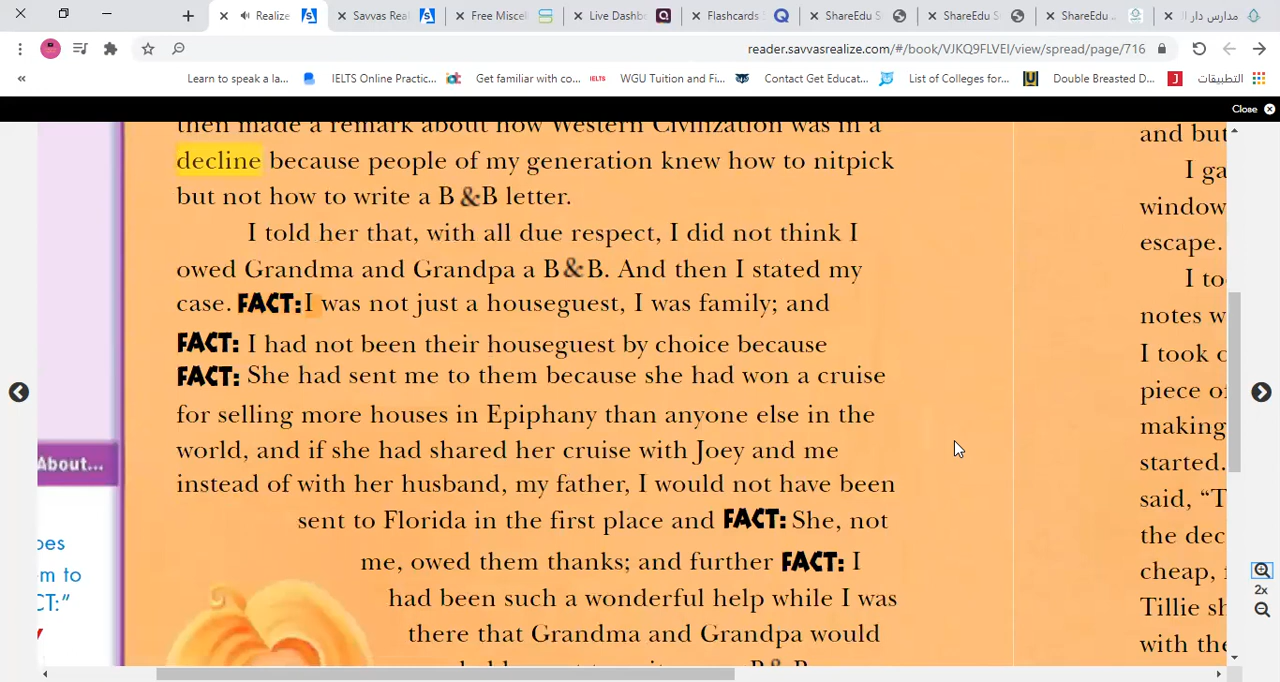 Realize
Savvas Rea
Free Miscel
Live Dashb
Flashcards
ShareEdu S
ShareEdu S
ShareEdu ..
مدارس دار ال
reader.savvasrealize.com/#/book/VJKQ9FLVEI/view/spread/page/716
«
Learn to speak a la...
IELTS Online Practic...
Get familiar with co...
IELTS
WGU Tuition and Fi...
Contact Get Educat...
List of Colleges for...
Double Breasted D...
التطبيقات
Close
then made a remark about how Western Civilization was in a
decline because people of my generation knew how to nitpick
but not how to write a B & B letter.
I told her that, with all due respect, I did not think I
owed Grandma and Grandpa a B & B. And then I stated my
case. FACT: I was not just a houseguest, I was family; and
FACT: I had not been their houseguest by choice because
FACT: She had sent me to them because she had won a cruise
for selling more houses in Epiphany than anyone else in the
world, and if she had shared her cruise with Joey and me
instead of with her husband, my father, I would not have been
sent to Florida in the first place and FACT: She, not
me, owed them thanks; and further FACT: I
had been such a wonderful help while I was
there that Grandma and Grandpa would
About...
oes
m to
CT:"
and but
I ga
window
escape.
I to
notes w
I took o
piece of
making
started.
said, “T
the dec
cheap, f
Tillie sh
with the
2x